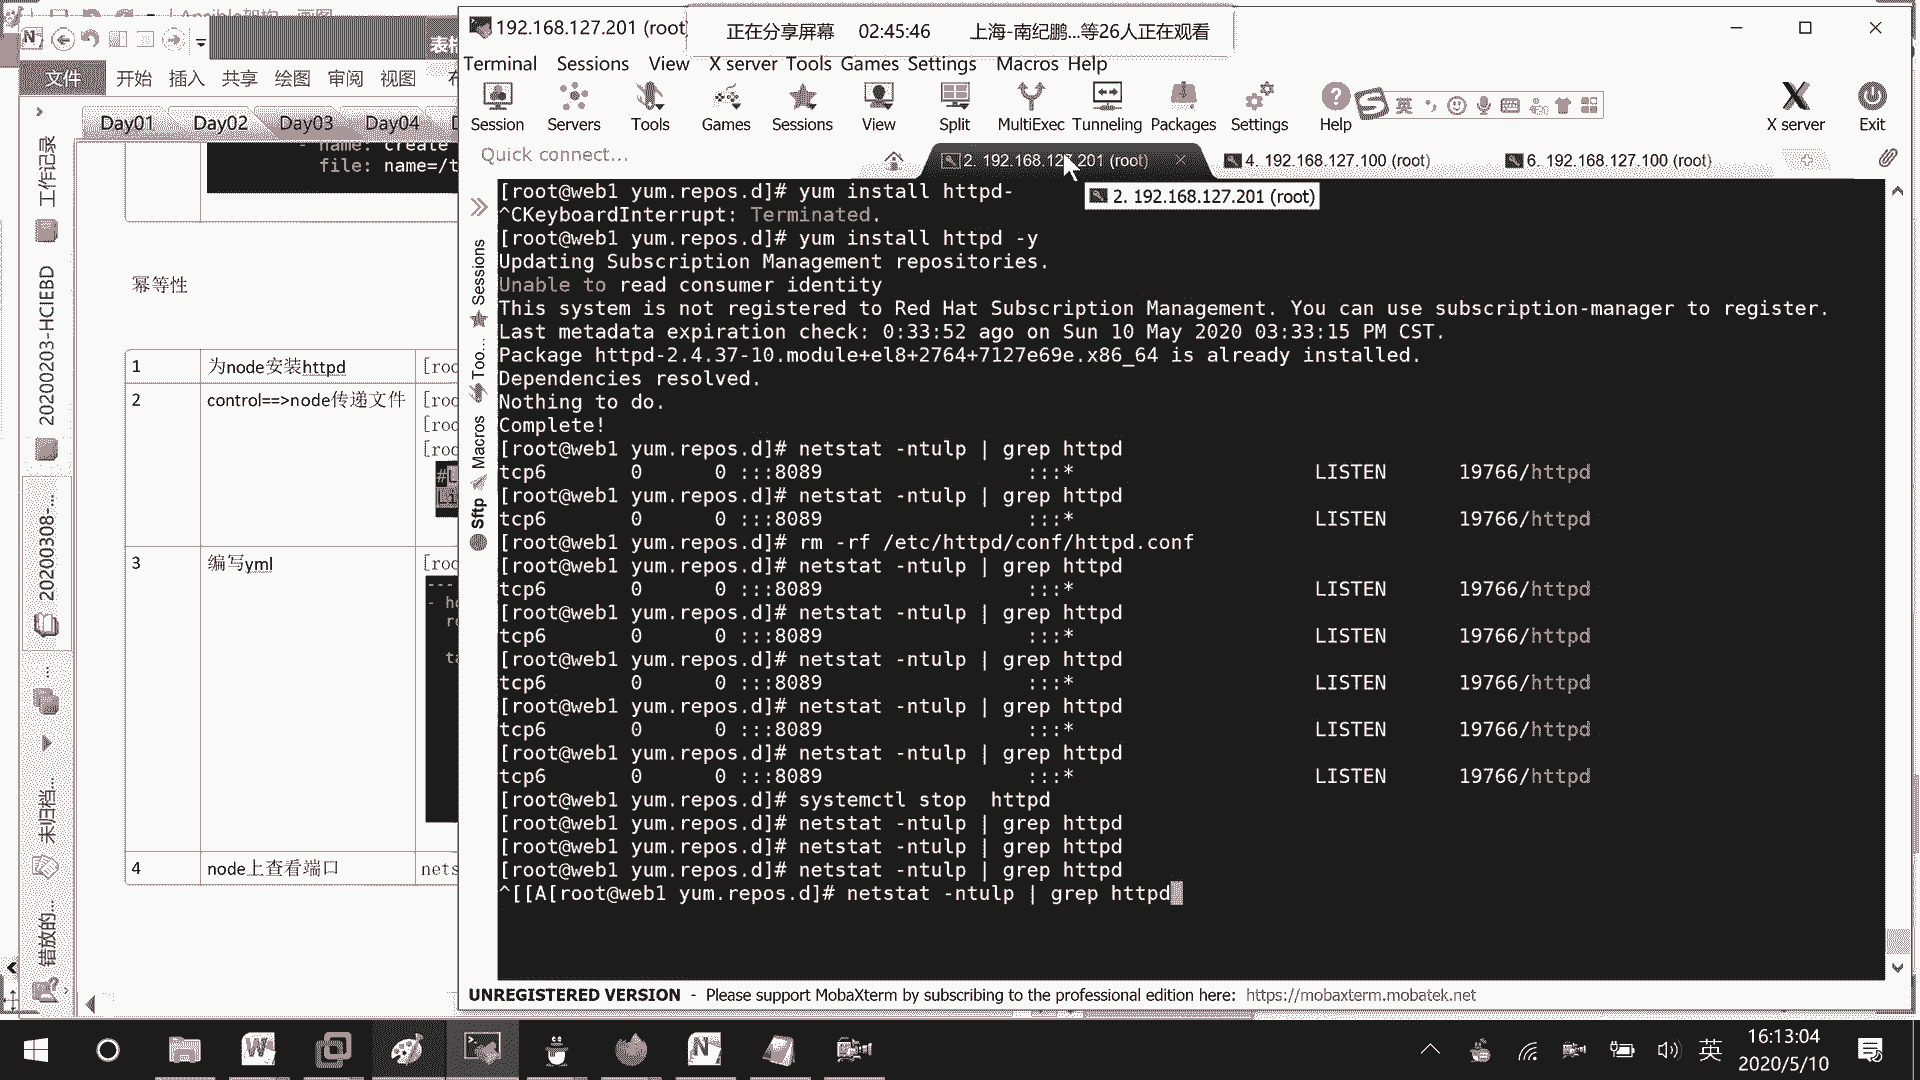 192.168.127.201 (root)
正在分享屏幕 02:45:46 上海-南纪鹏...等26人正在观看
Terminal Sessions View X server Tools Games Settings Macros Help
Session Servers Tools Games Sessions View Split MultiExec Tunneling Packages Settings Help
英
X server Exit
Quick connect...
2. 192.168.127.201 (root)
4. 192.168.127.100 (root)
6. 192.168.127.100 (root)
2. 192.168.127.201 (root)
文件 开始 插入 共享 绘图 审阅 视图
Day01 Day02 Day03 Day04
工作记录
20200203-HCIEBD
20200308-...
...
未归档...
错放的...
- name: create
file: name=/t
幂等性
1 为node安装httpd [roo
2 control==>node传递文件 [roo
[roo
[roo
3 编写yml [roo
---
- ho
re
ta
4 node上查看端口 nets
Sessions
Too...
Macros
Sftp
[root@web1 yum.repos.d]# yum install httpd-
^CKeyboardInterrupt: Terminated.
[root@web1 yum.repos.d]# yum install httpd -y
Updating Subscription Management repositories.
Unable to read consumer identity
This system is not registered to Red Hat Subscription Management. You can use subscription-manager to register.
Last metadata expiration check: 0:33:52 ago on Sun 10 May 2020 03:33:15 PM CST.
Package httpd-2.4.37-10.module+el8+2764+7127e69e.x86_64 is already installed.
Dependencies resolved.
Nothing to do.
Complete!
[root@web1 yum.repos.d]# netstat -ntulp | grep httpd
tcp6 0 0 :::8089 :::* LISTEN 19766/httpd
[root@web1 yum.repos.d]# netstat -ntulp | grep httpd
tcp6 0 0 :::8089 :::* LISTEN 19766/httpd
[root@web1 yum.repos.d]# rm -rf /etc/httpd/conf/httpd.conf
[root@web1 yum.repos.d]# netstat -ntulp | grep httpd
tcp6 0 0 :::8089 :::* LISTEN 19766/httpd
[root@web1 yum.repos.d]# netstat -ntulp | grep httpd
tcp6 0 0 :::8089 :::* LISTEN 19766/httpd
[root@web1 yum.repos.d]# netstat -ntulp | grep httpd
tcp6 0 0 :::8089 :::* LISTEN 19766/httpd
[root@web1 yum.repos.d]# netstat -ntulp | grep httpd
tcp6 0 0 :::8089 :::* LISTEN 19766/httpd
[root@web1 yum.repos.d]# netstat -ntulp | grep httpd
tcp6 0 0 :::8089 :::* LISTEN 19766/httpd
[root@web1 yum.repos.d]# systemctl stop  httpd
[root@web1 yum.repos.d]# netstat -ntulp | grep httpd
[root@web1 yum.repos.d]# netstat -ntulp | grep httpd
[root@web1 yum.repos.d]# netstat -ntulp | grep httpd
^[[A[root@web1 yum.repos.d]# netstat -ntulp | grep httpd
UNREGISTERED VERSION - Please support MobaXterm by subscribing to the professional edition here: https://mobaxterm.mobatek.net
英 16:13:04
2020/5/10